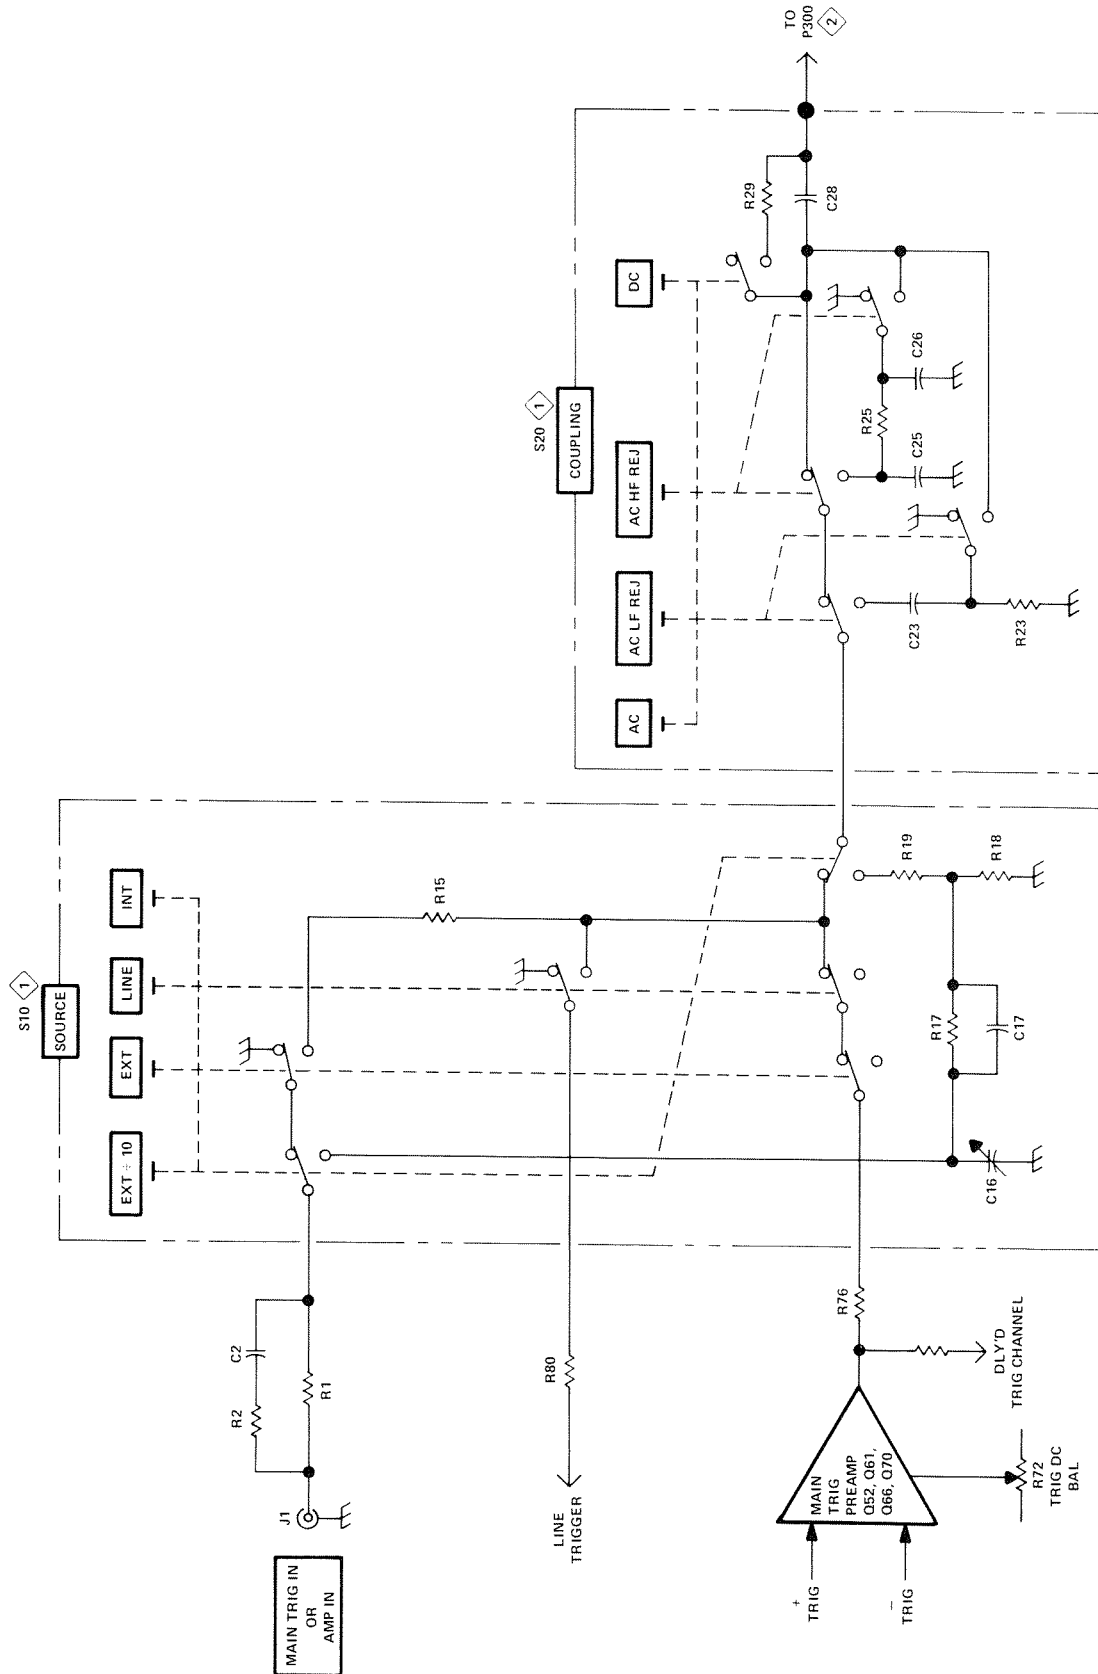 MAIN TRIG IN
OR
AMP IN
J1
R2
C2
R1
LINE
TRIGGER
R80
+
TRIG
−
TRIG
MAIN
TRIG
PREAMP
Q52, Q61,
Q66, Q70
R72
TRIG DC
BAL
DLY'D
TRIG CHANNEL
R76
S10 1
SOURCE
EXT ÷ 10
EXT
LINE
INT
R15
C16
R17
C17
R19
R18
S20 1
COUPLING
AC
AC LF REJ
AC HF REJ
DC
C23
R23
C25
R25
C26
R29
C28
TO
P300 2